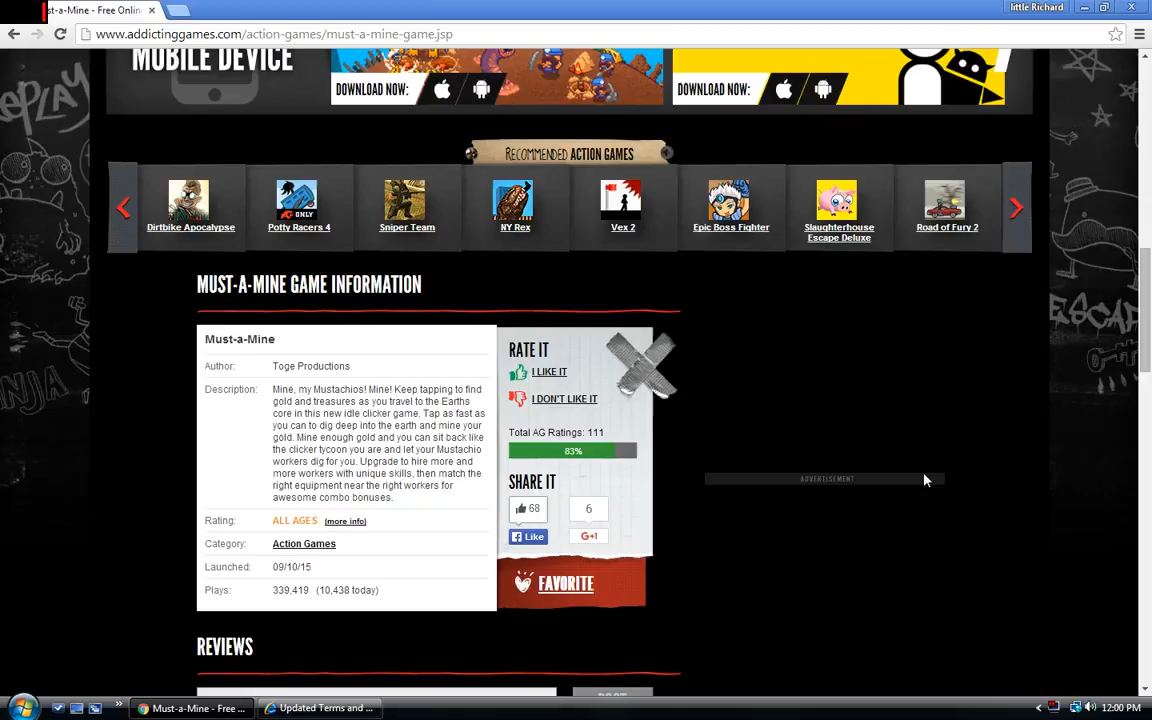 st-a-Mine - Free Onlin
little Richard
www.addictinggames.com/action-games/must-a-mine-game.jsp
MOBILE DEVICE
DOWNLOAD NOW:
DOWNLOAD NOW:
RECOMMENDED ACTION GAMES
AG ONLY
Dirtbike Apocalypse
Potty Racers 4
Sniper Team
NY Rex
Vex 2
Epic Boss Fighter
Slaughterhouse
Escape Deluxe
Road of Fury 2
MUST-A-MINE GAME INFORMATION
Must-a-Mine
Author: Toge Productions
Description: Mine, my Mustachios! Mine! Keep tapping to find
gold and treasures as you travel to the Earths
core in this new idle clicker game. Tap as fast as
you can to dig deep into the earth and mine your
gold. Mine enough gold and you can sit back like
the clicker tycoon you are and let your Mustachio
workers dig for you. Upgrade to hire more and
more workers with unique skills, then match the
right equipment near the right workers for
awesome combo bonuses.
Rating: ALL AGES (more info)
Category: Action Games
Launched: 09/10/15
Plays: 339,419 (10,438 today)
RATE IT
I LIKE IT
I DON'T LIKE IT
Total AG Ratings: 111
83%
SHARE IT
68
6
Like
G+1
FAVORITE
ADVERTISEMENT
REVIEWS
Must-a-Mine - Free ...
Updated Terms and ...
12:00 PM